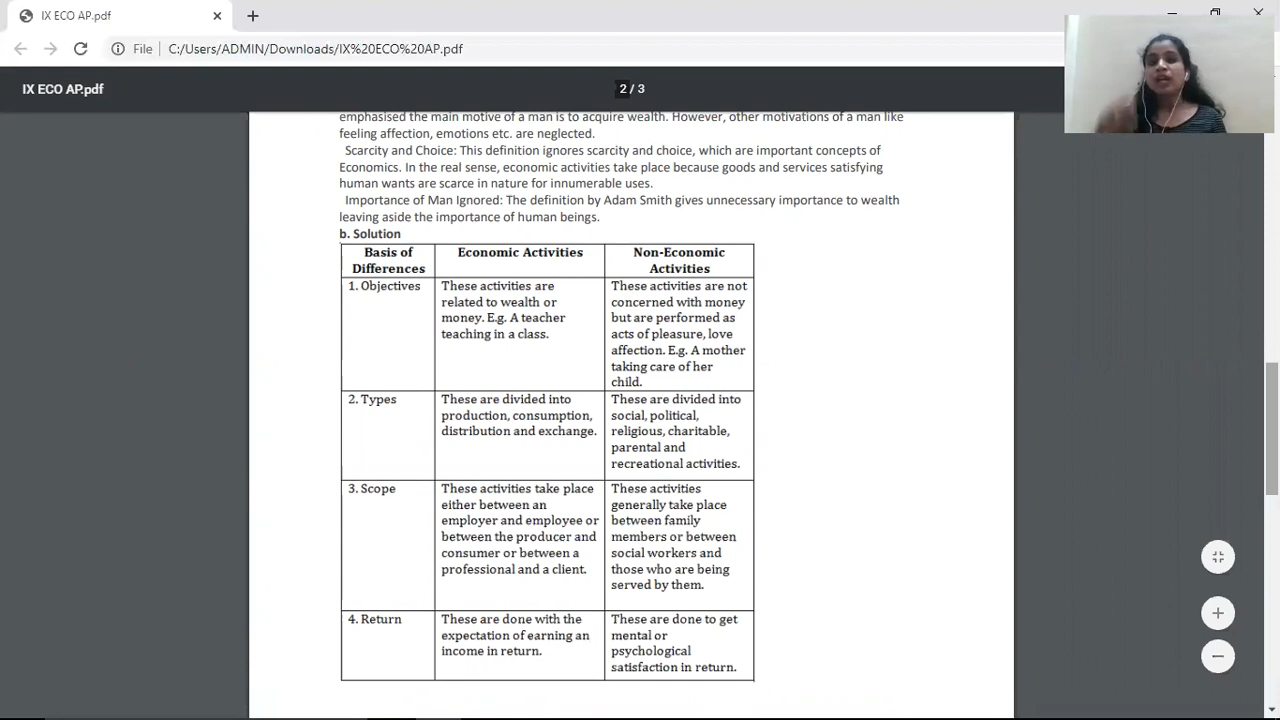 IX ECO AP.pdf
File
C:/Users/ADMIN/Downloads/IX%20ECO%20AP.pdf
IX ECO AP.pdf
2 / 3
emphasised the main motive of a man is to acquire wealth. However, other motivations of a man like
feeling affection, emotions etc. are neglected.
Scarcity and Choice: This definition ignores scarcity and choice, which are important concepts of
Economics. In the real sense, economic activities take place because goods and services satisfying
human wants are scarce in nature for innumerable uses.
Importance of Man Ignored: The definition by Adam Smith gives unnecessary importance to wealth
leaving aside the importance of human beings.
b. Solution
Basis of
Differences
Economic Activities
Non-Economic
Activities
1. Objectives
These activities are
related to wealth or
money. E.g. A teacher
teaching in a class.
These activities are not
concerned with money
but are performed as
acts of pleasure, love
affection. E.g. A mother
taking care of her
child.
2. Types
These are divided into
production, consumption,
distribution and exchange.
These are divided into
social, political,
religious, charitable,
parental and
recreational activities.
3. Scope
These activities take place
either between an
employer and employee or
between the producer and
consumer or between a
professional and a client.
These activities
generally take place
between family
members or between
social workers and
those who are being
served by them.
4. Return
These are done with the
expectation of earning an
income in return.
These are done to get
mental or
psychological
satisfaction in return.